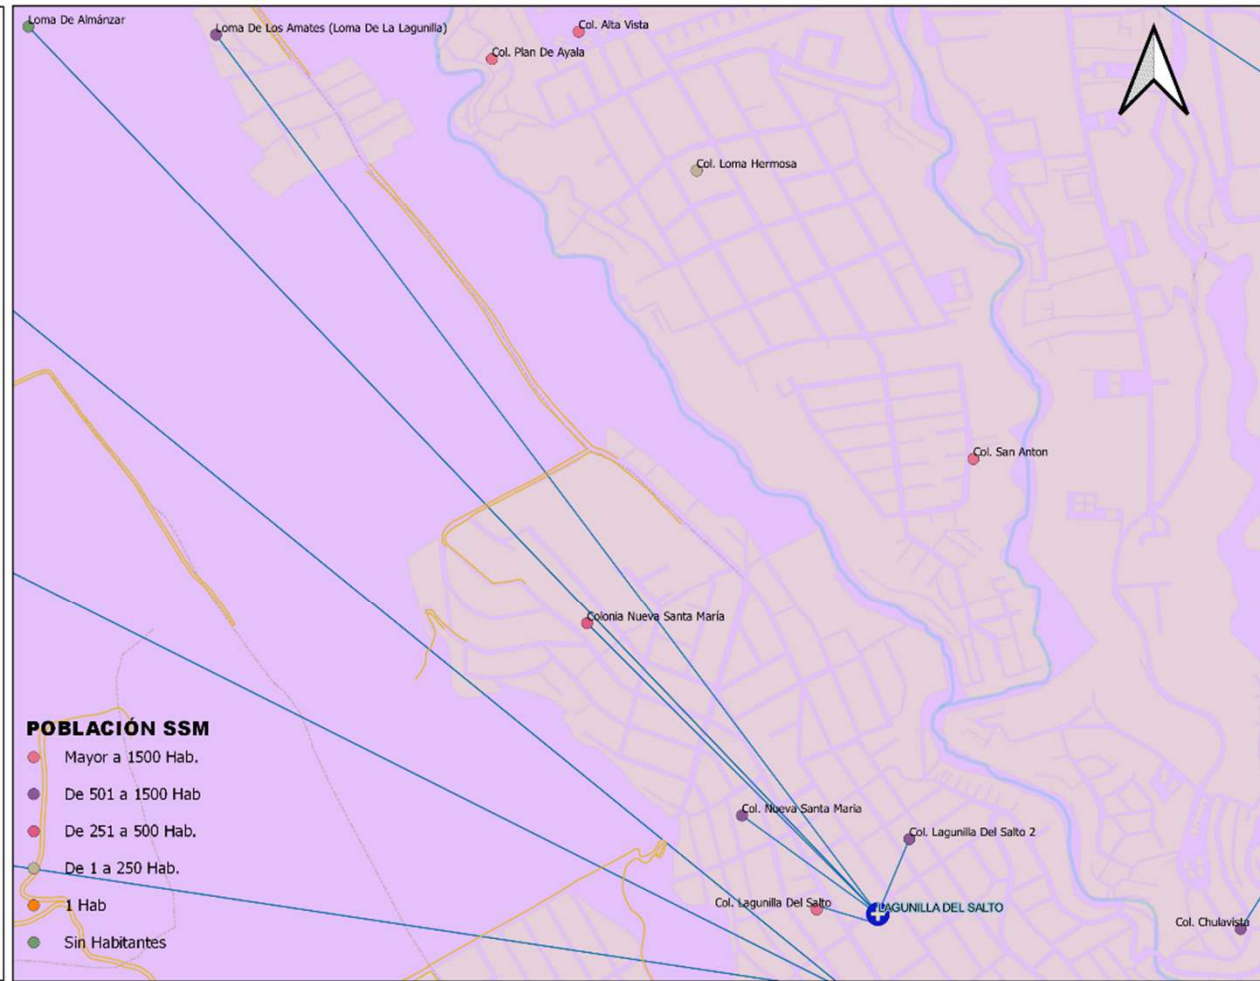 Loma De Almánzar
Loma De Los Amates (Loma De La Lagunilla)
Col. Alta Vista
Col. Plan De Ayala
Col. Loma Hermosa
Col. San Anton
Colonia Nueva Santa María
POBLACIÓN SSM
Mayor a 1500 Hab.
De 501 a 1500 Hab
De 251 a 500 Hab.
De 1 a 250 Hab.
1 Hab
Sin Habitantes
Col. Nueva Santa Maria
Col. Lagunilla Del Salto 2
Col. Lagunilla Del Salto
LAGUNILLA DEL SALTO
Col. Chulavista